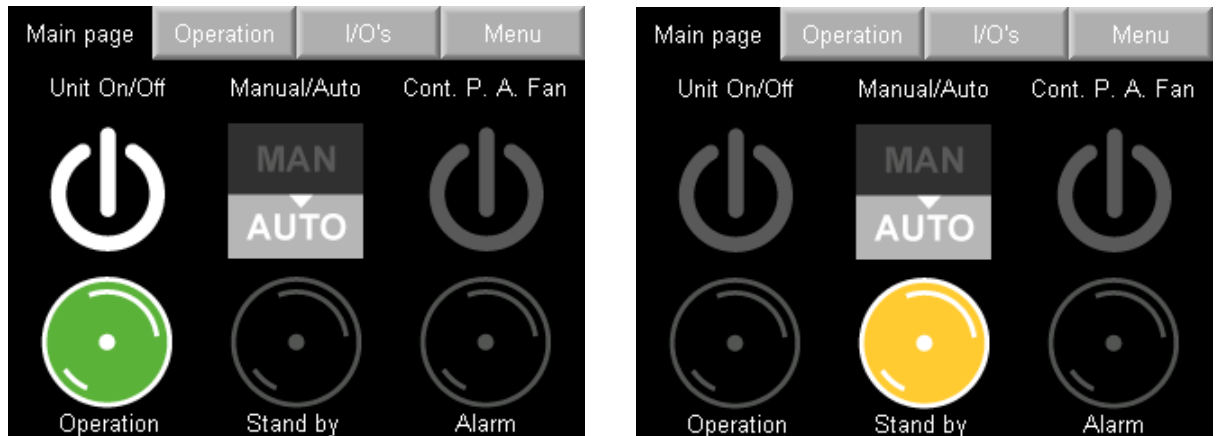 Main page Operation I/O's Menu
Unit On/Off Manual/Auto Cont. P. A. Fan
MAN
AUTO
Operation Stand by Alarm
Main page Operation I/O's Menu
Unit On/Off Manual/Auto Cont. P. A. Fan
MAN
AUTO
Operation Stand by Alarm